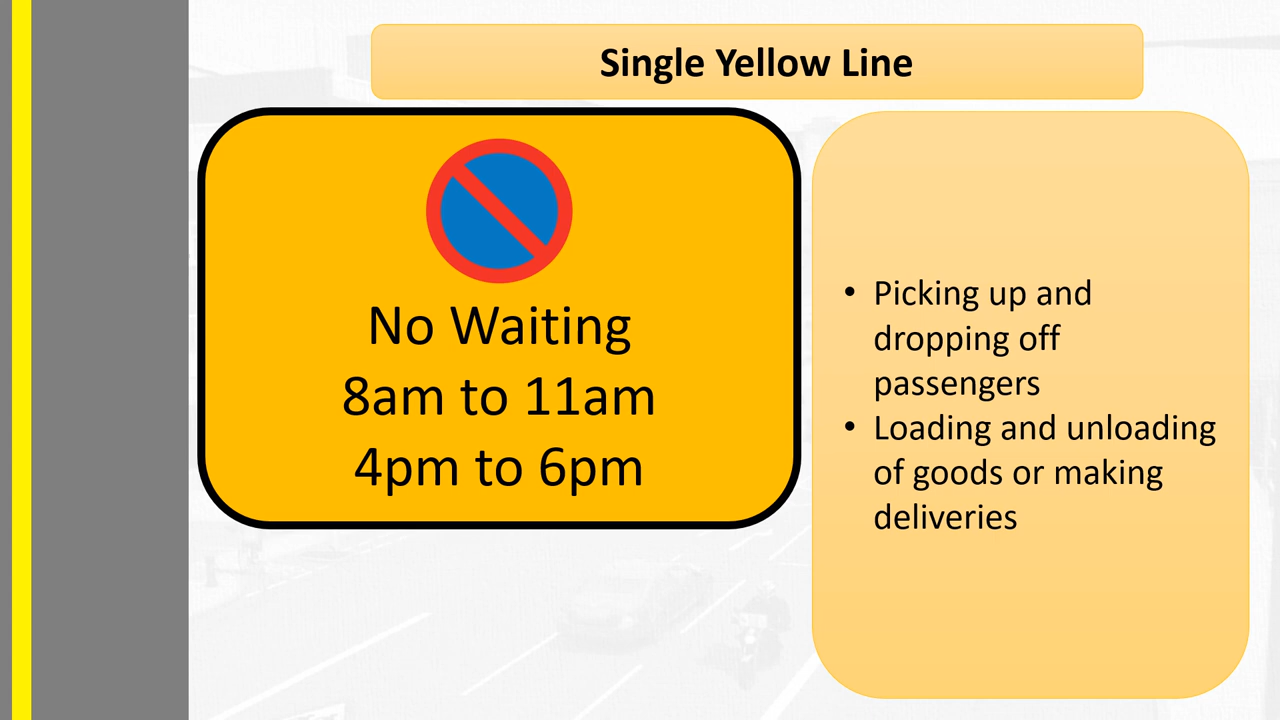 Single Yellow Line
No Waiting
8am to 11am
4pm to 6pm
• Picking up and
dropping off
passengers
• Loading and unloading
of goods or making
deliveries